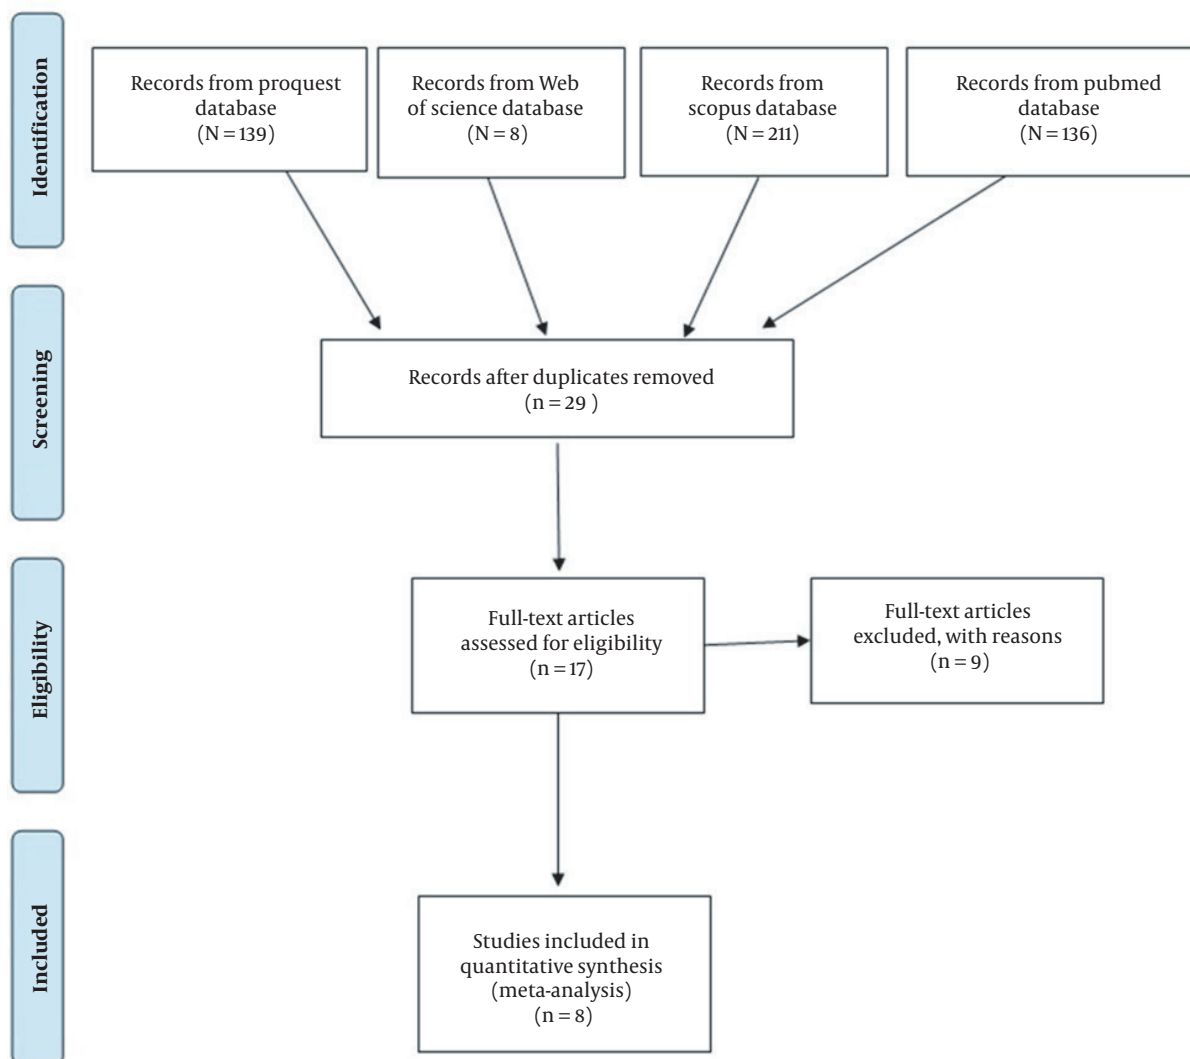 Identification
Records from proquest
database
(N = 139)
Records from Web
of science database
(N = 8)
Records from
scopus database
(N = 211)
Records from pubmed
database
(N = 136)
Screening
Records after duplicates removed
(n = 29 )
Eligibility
Full-text articles
assessed for eligibility
(n = 17)
Full-text articles
excluded, with reasons
(n = 9)
Included
Studies included in
quantitative synthesis
(meta-analysis)
(n = 8)